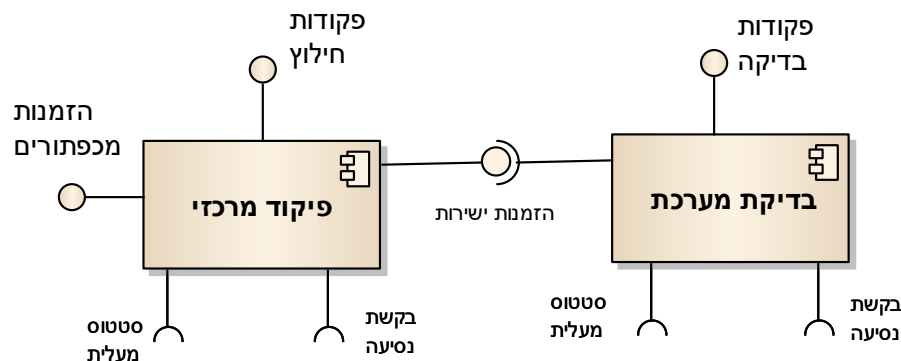 פקודות
חילוץ
פקודות
בדיקה
הזמנות
מכפתורים
פיקוד מרכזי
בדיקת מערכת
הזמנות ישירות
סטטוס
מעלית
בקשת
נסיעה
סטטוס
מעלית
בקשת
נסיעה